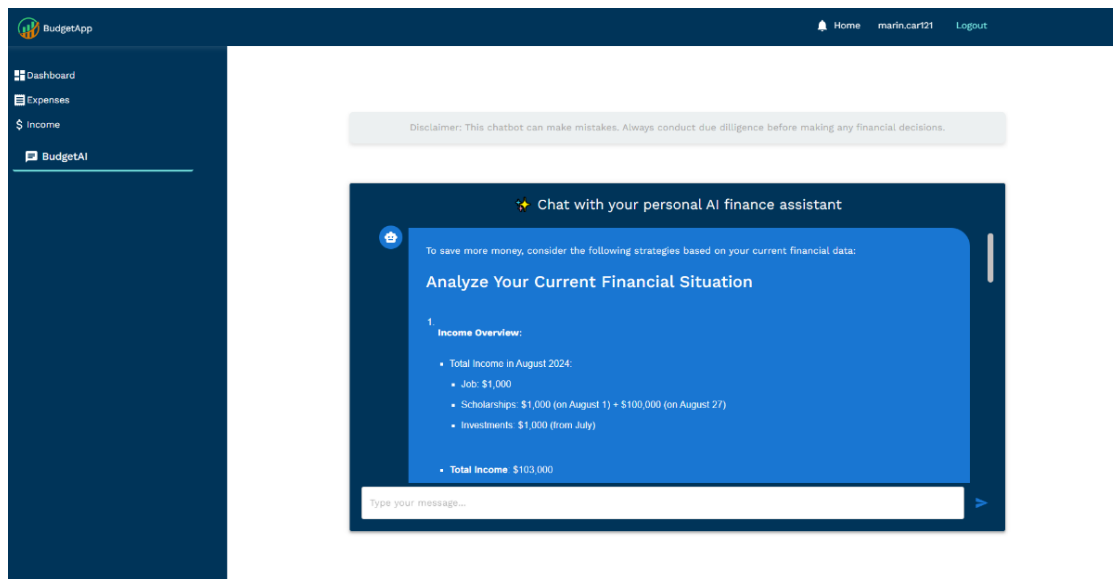 BudgetApp
Home marin.car121 Logout
Dashboard
Expenses
$ Income
BudgetAI
Disclaimer: This chatbot can make mistakes. Always conduct due dilligence before making any financial decisions.
✨ Chat with your personal AI finance assistant
To save more money, consider the following strategies based on your current financial data:
Analyze Your Current Financial Situation
1.
Income Overview:
▪ Total Income in August 2024:
▪ Job: $1,000
▪ Scholarships: $1,000 (on August 1) + $100,000 (on August 27)
▪ Investments: $1,000 (from July)
▪ Total Income: $103,000
Type your message...